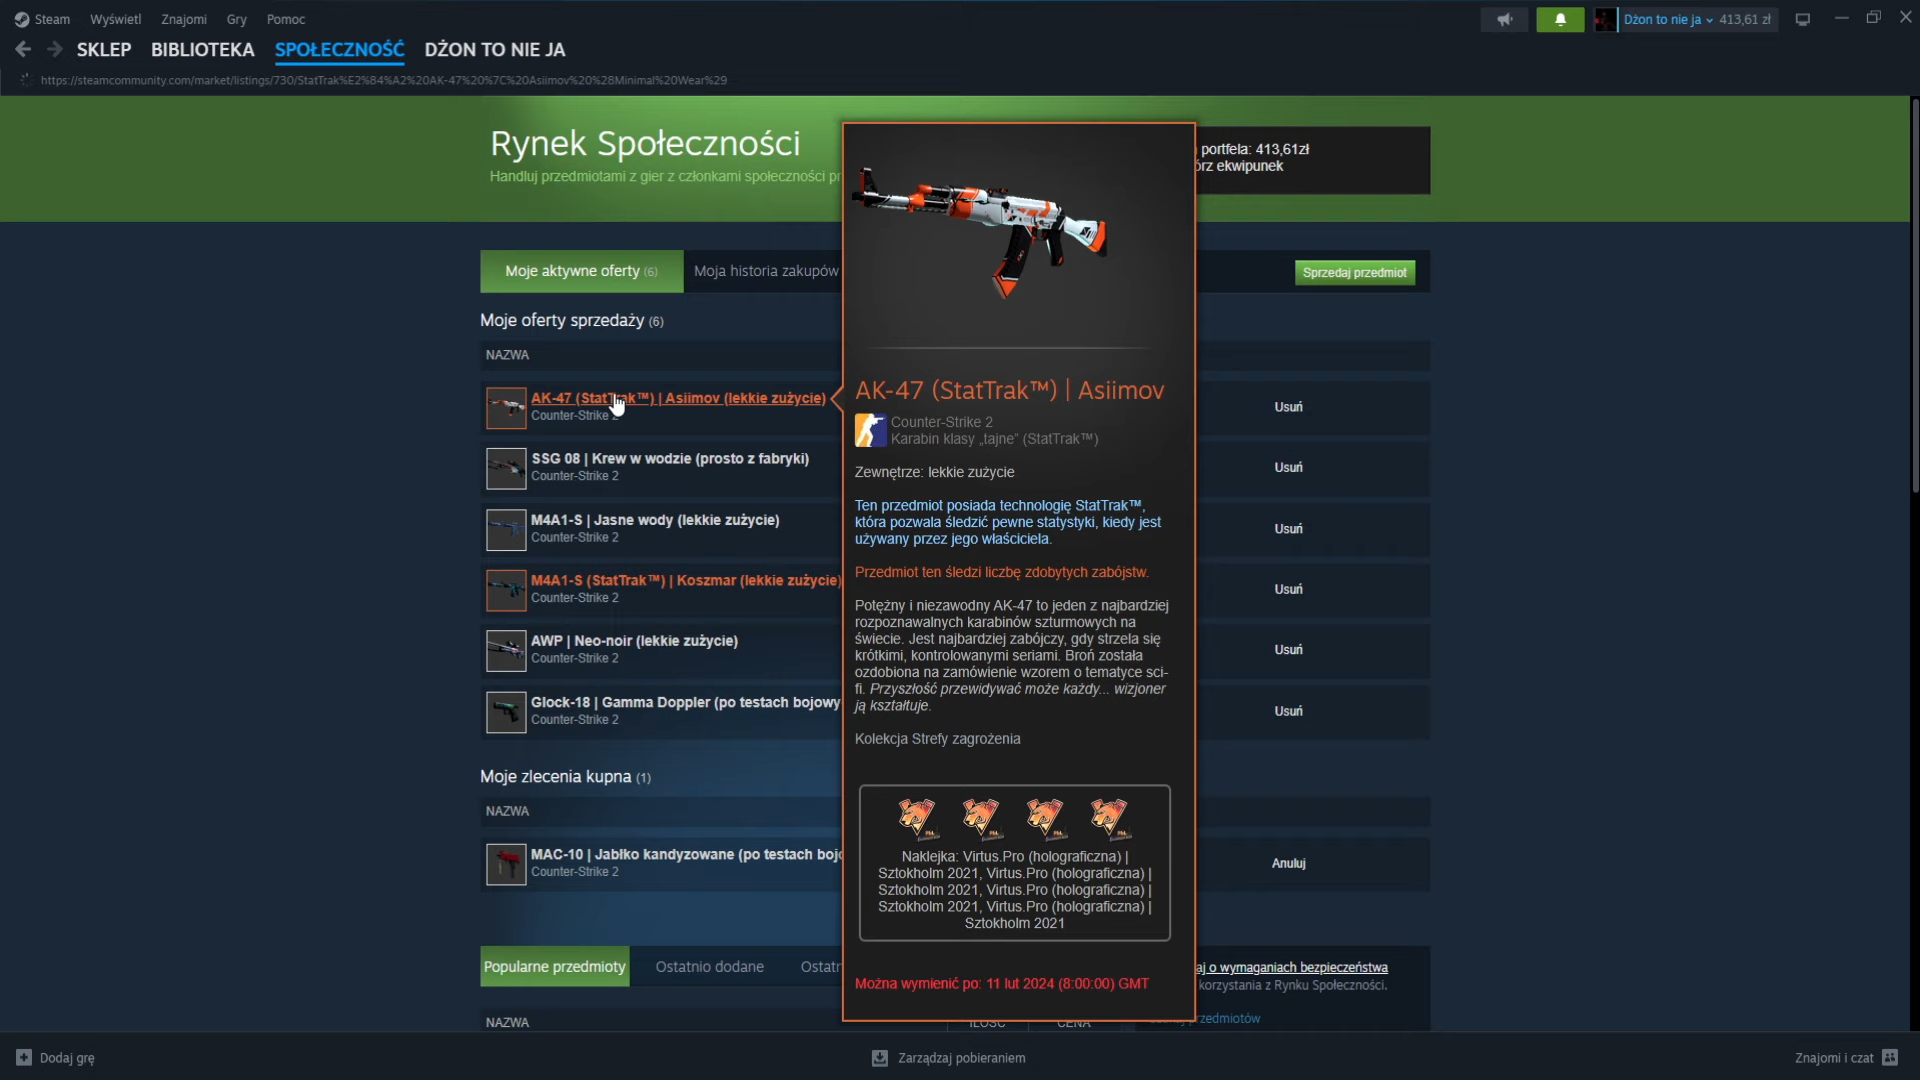 Steam Wyświetl Znajomi Gry Pomoc
Dżon to nie ja 413,61 zł
SKLEP BIBLIOTEKA SPOŁECZNOŚĆ DŻON TO NIE JA
https://steamcommunity.com/market/listings/730/StatTrak%E2%84%A2%20AK-47%20%7C%20Asiimov%20%28Minimal%20Wear%29
Rynek Społeczności
Handluj przedmiotami z gier z członkami społeczności
portfela: 413,61zł
ekwipunek
Moje aktywne oferty (6) Moja historia zakupów
Sprzedaj przedmiot
Moje oferty sprzedaży (6)
NAZWA
AK-47 (StatTrak™) | Asiimov (lekkie zużycie)
Counter-Strike 2
Usuń
SSG 08 | Krew w wodzie (prosto z fabryki)
Counter-Strike 2
Usuń
M4A1-S | Jasne wody (lekkie zużycie)
Counter-Strike 2
Usuń
M4A1-S (StatTrak™) | Koszmar (lekkie zużycie)
Counter-Strike 2
Usuń
AWP | Neo-noir (lekkie zużycie)
Counter-Strike 2
Usuń
Glock-18 | Gamma Doppler (po testach bojowy
Counter-Strike 2
Usuń
Moje zlecenia kupna (1)
NAZWA
MAC-10 | Jabłko kandyzowane (po testach boj
Counter-Strike 2
Anuluj
Popularne przedmioty Ostatnio dodane
NAZWA
AK-47 (StatTrak™) | Asiimov
Counter-Strike 2
Karabin klasy „tajne” (StatTrak™)
Zewnętrze: lekkie zużycie
Ten przedmiot posiada technologię StatTrak™,
która pozwala śledzić pewne statystyki, kiedy jest
używany przez jego właściciela.
Przedmiot ten śledzi liczbę zdobytych zabójstw.
Potężny i niezawodny AK-47 to jeden z najbardziej
rozpoznawalnych karabinów szturmowych na
świecie. Jest najbardziej zabójczy, gdy strzela się
krótkimi, kontrolowanymi seriami. Broń została
ozdobiona na zamówienie wzorem o tematyce sci-
fi. Przyszłość przewidywać może każdy... wizjoner
ją kształtuje.
Kolekcja Strefy zagrożenia
Naklejka: Virtus.Pro (holograficzna) |
Sztokholm 2021, Virtus.Pro (holograficzna) |
Sztokholm 2021, Virtus.Pro (holograficzna) |
Sztokholm 2021, Virtus.Pro (holograficzna) |
Sztokholm 2021
Można wymienić po: 11 lut 2024 (8:00:00) GMT
o wymaganiach bezpieczeństwa
korzystania z Rynku Społeczności.
przedmiotów
Dodaj grę
Zarządzaj pobieraniem
Znajomi i czat